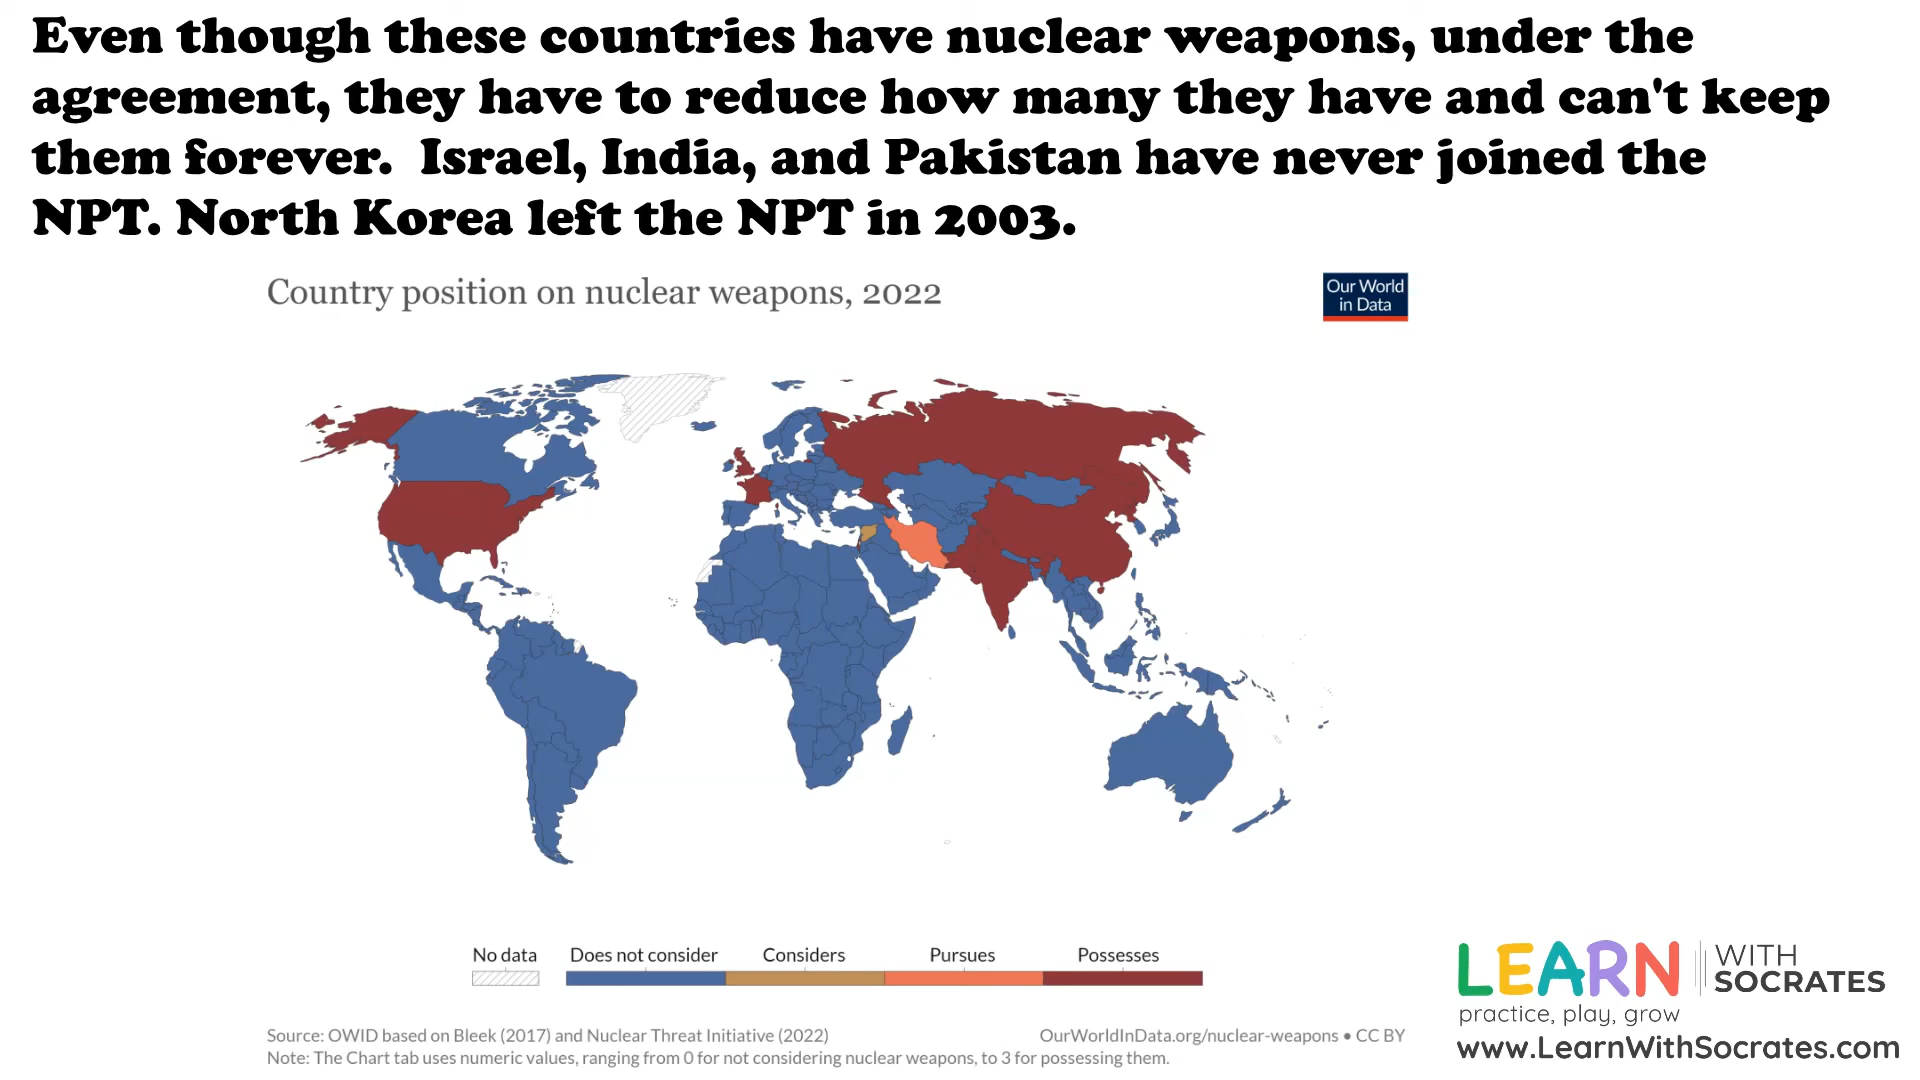 Even though these countries have nuclear weapons, under the
agreement, they have to reduce how many they have and can't keep
them forever.  Israel, India, and Pakistan have never joined the
NPT. North Korea left the NPT in 2003.
Country position on nuclear weapons, 2022
Our World
in Data
No data
Does not consider
Considers
Pursues
Possesses
Source: OWID based on Bleek (2017) and Nuclear Threat Initiative (2022)
OurWorldInData.org/nuclear-weapons • CC BY
Note: The Chart tab uses numeric values, ranging from 0 for not considering nuclear weapons, to 3 for possessing them.
LEARN
WITH
SOCRATES
practice, play, grow
www.LearnWithSocrates.com